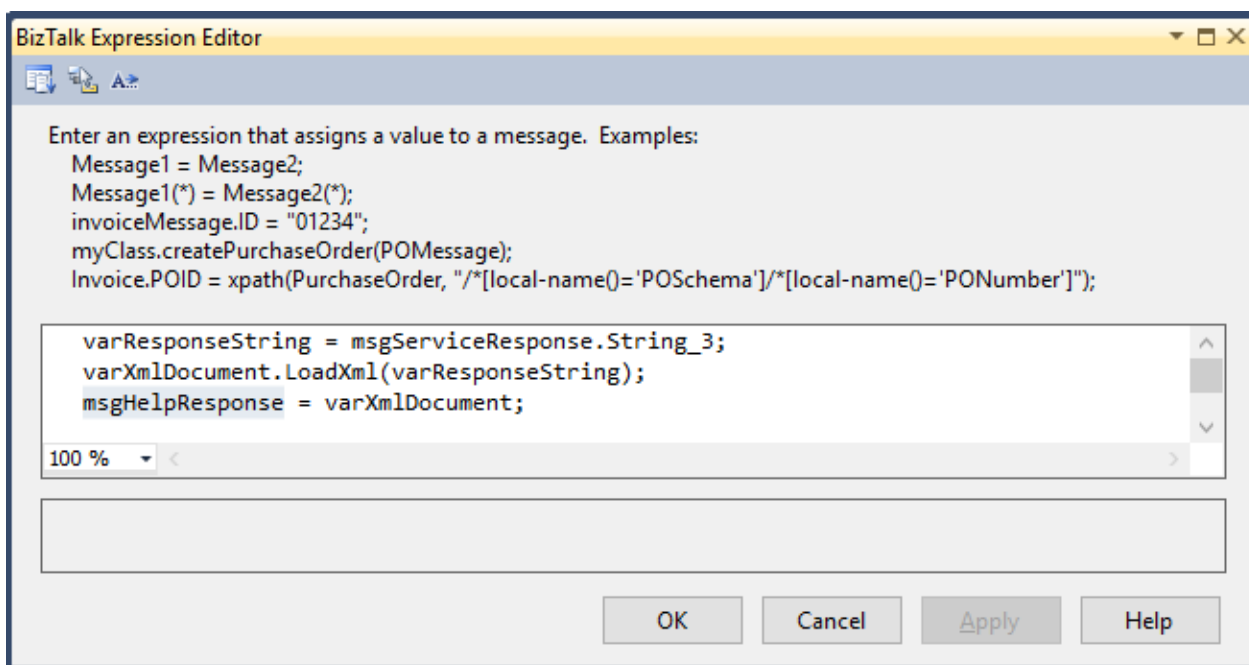 BizTalk Expression Editor
Enter an expression that assigns a value to a message.  Examples:
Message1 = Message2;
Message1(*) = Message2(*);
invoiceMessage.ID = "01234";
myClass.createPurchaseOrder(POMessage);
Invoice.POID = xpath(PurchaseOrder, "/*[local-name()='POSchema']/*[local-name()='PONumber']");
varResponseString = msgServiceResponse.String_3;
varXmlDocument.LoadXml(varResponseString);
msgHelpResponse = varXmlDocument;
100 %
OK Cancel Apply Help